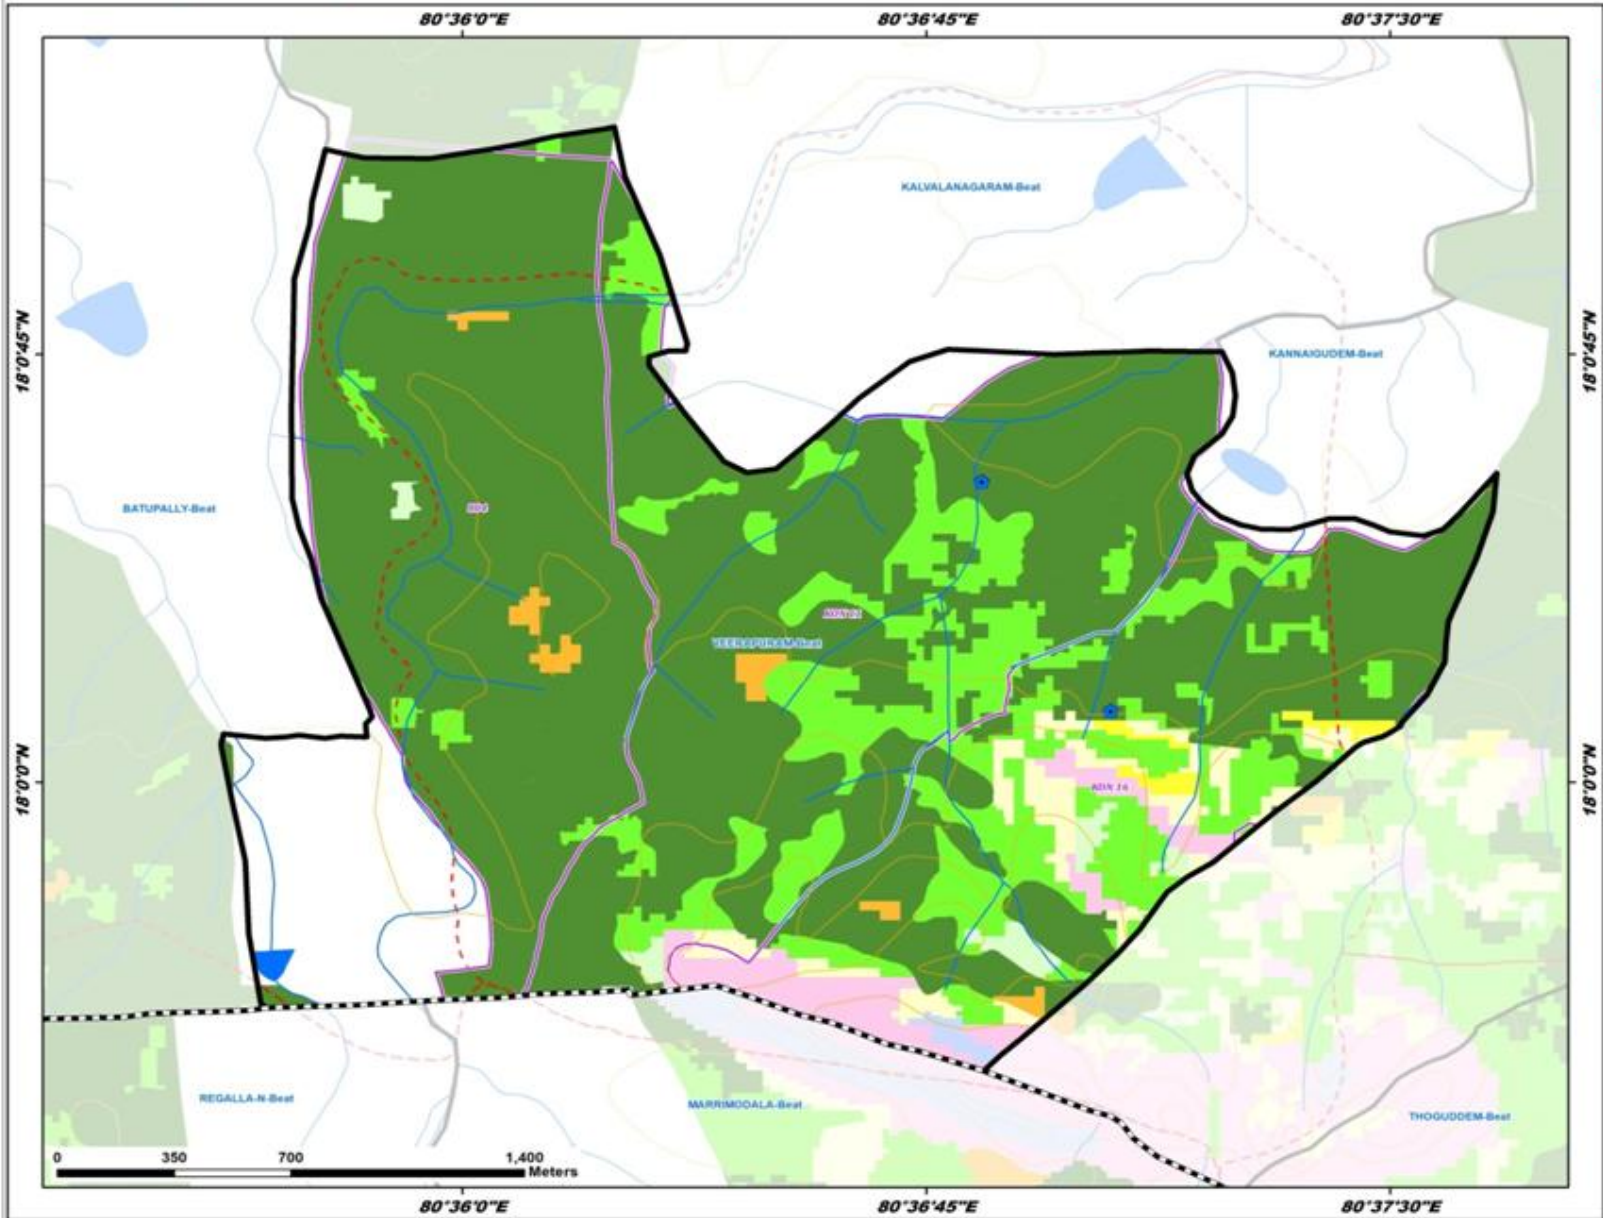 80°36'0"E 80°36'45"E 80°37'30"E
KALVALANAGARAM-Beat
18°0'45"N
KANNAIGUDEM-Beat
18°0'45"N
BATUPALLY-Beat
VEERAPURAM-Beat
18°0'0"N
KDN 16
18°0'0"N
REGALLA-N-Beat
MARRIMODALA-Beat
THOGUDDEM-Beat
0 350 700 1,400
Meters
80°36'0"E 80°36'45"E 80°37'30"E